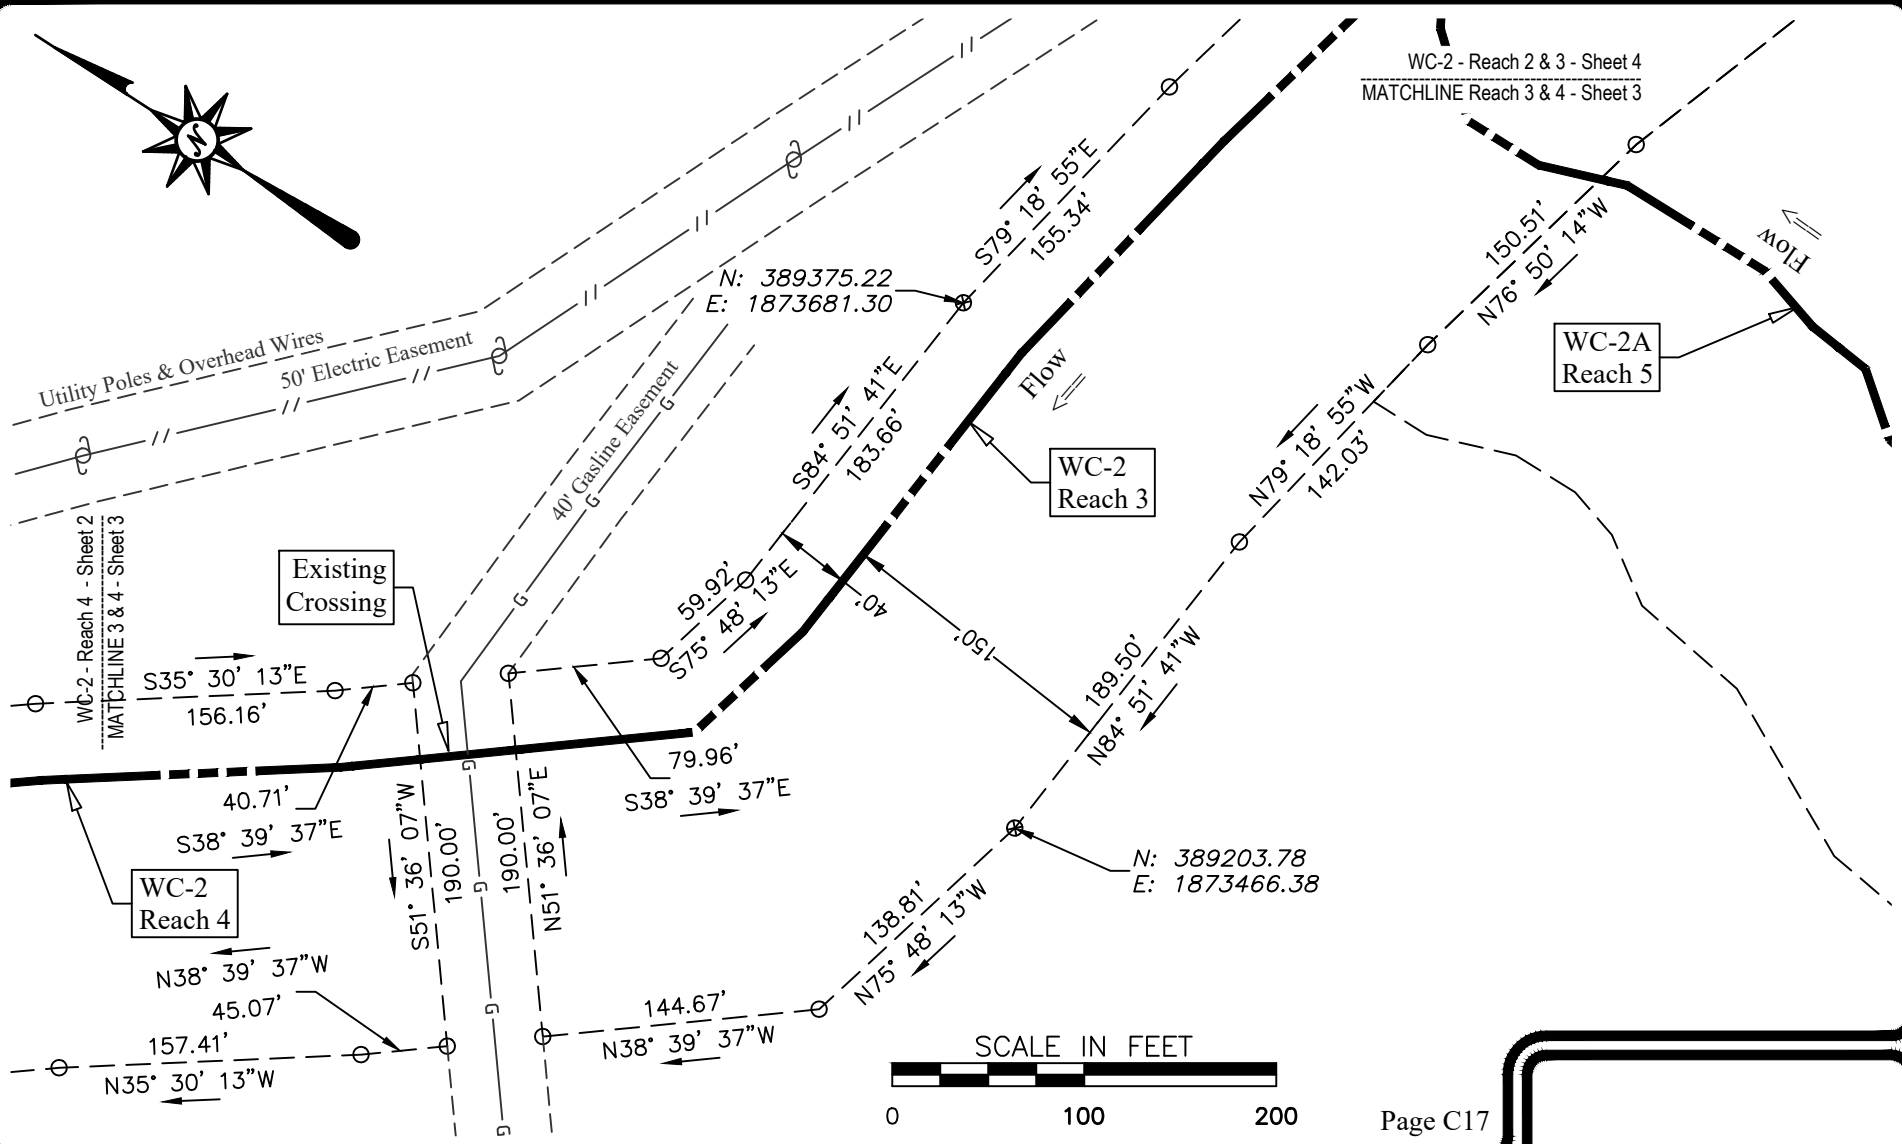 WC-2 - Reach 2 & 3 - Sheet 4
MATCHLINE Reach 3 & 4 - Sheet 3
N
S79° 18' 55"E
155.34'
150.51'
N76° 50' 14"W
Flow
N: 389375.22
E: 1873681.30
Utility Poles & Overhead Wires
50' Electric Easement
40' Gasline Easement
G
G
G
WC-2A
Reach 5
Flow
S84° 51' 41"E
183.66'
N79° 18' 55"W
142.03'
WC-2
Reach 3
WC-2 - Reach 4 - Sheet 2
MATCHLINE 3 & 4 - Sheet 3
Existing
Crossing
59.92'
S75° 48' 13"E
40'
150'
S35° 30' 13"E
156.16'
189.50'
N84° 51' 41"W
79.96'
S38° 39' 37"E
40.71'
S38° 39' 37"E
G
S51° 36' 07"W
190.00'
190.00'
N51° 36' 07"E
G
WC-2
Reach 4
N: 389203.78
E: 1873466.38
138.81'
N75° 48' 13"W
N38° 39' 37"W
45.07'
G
144.67'
N38° 39' 37"W
157.41'
N35° 30' 13"W
G
SCALE IN FEET
0 100 200
Page C17